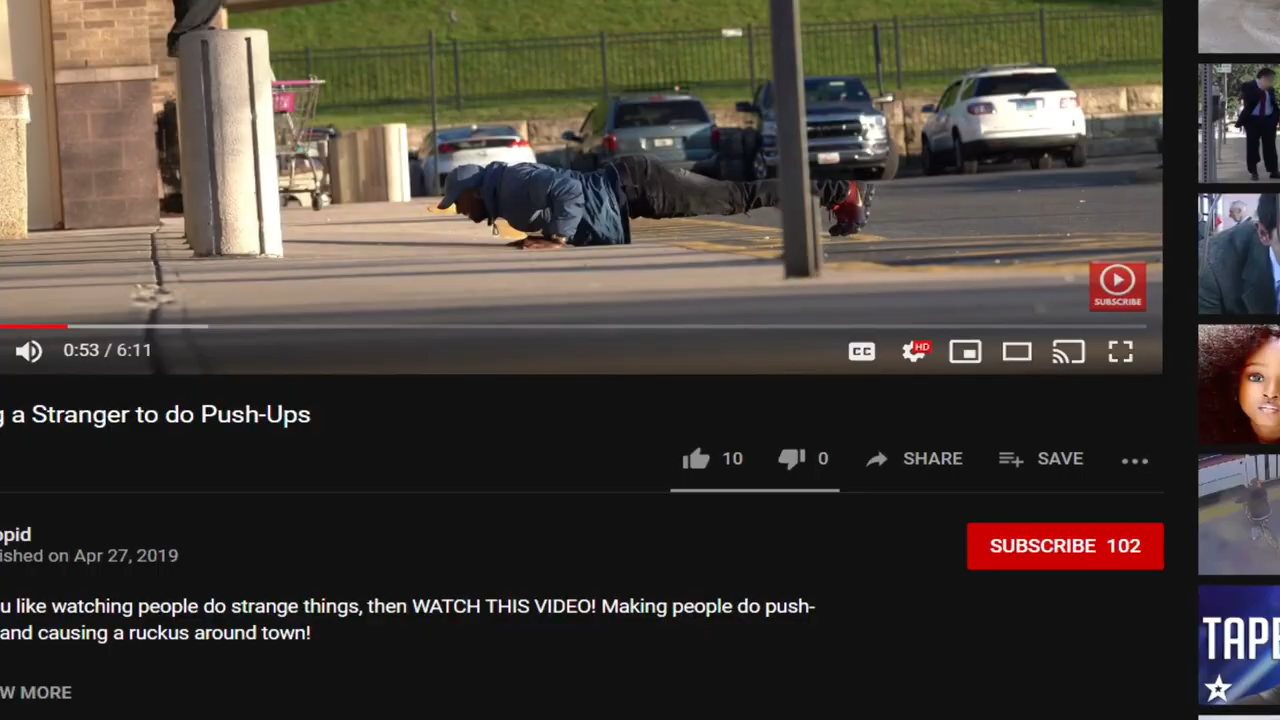 SUBSCRIBE
0:53 / 6:11
CC
HD
g a Stranger to do Push-Ups
10
0
SHARE
SAVE
opid
ished on Apr 27, 2019
SUBSCRIBE 102
u like watching people do strange things, then WATCH THIS VIDEO! Making people do push-
and causing a ruckus around town!
W MORE
TAPE